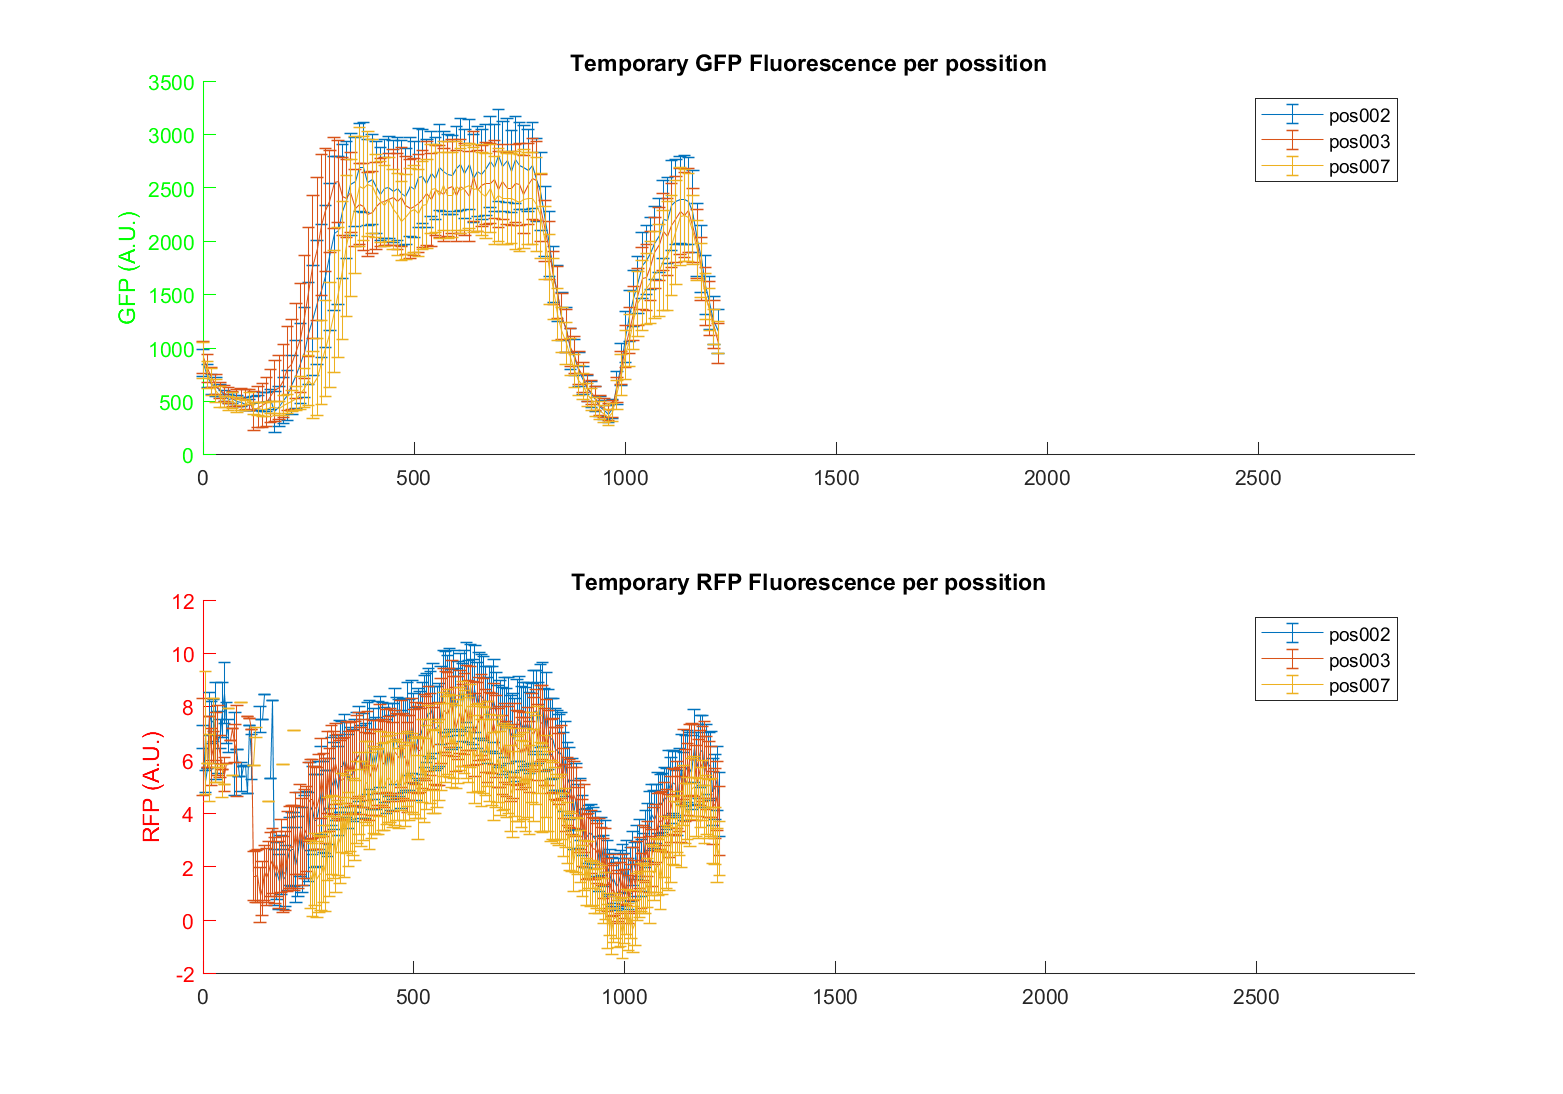 Temporary GFP Fluorescence per possition
GFP (A.U.)
3500
3000
2500
2000
1500
1000
500
0
0 500 1000 1500 2000 2500
pos002
pos003
pos007
Temporary RFP Fluorescence per possition
RFP (A.U.)
12
10
8
6
4
2
0
-2
0 500 1000 1500 2000 2500
pos002
pos003
pos007